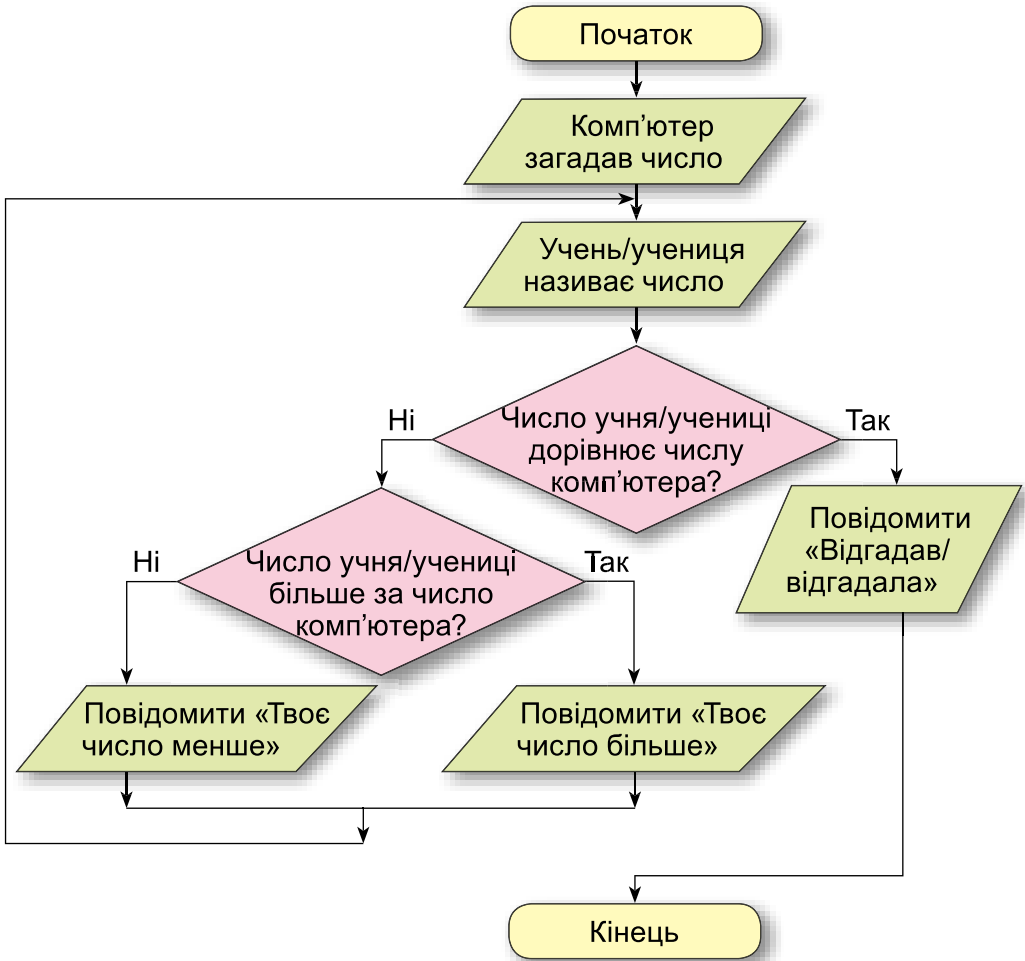 Початок
Комп’ютер
загадав число
Учень/учениця
називає число
Ні
Число учня/учениці
дорівнює числу
комп’ютера?
Так
Повідомити
«Відгадав/
відгадала»
Ні
Число учня/учениці
більше за число
комп’ютера?
Так
Повідомити «Твоє
число менше»
Повідомити «Твоє
число більше»
Кінець